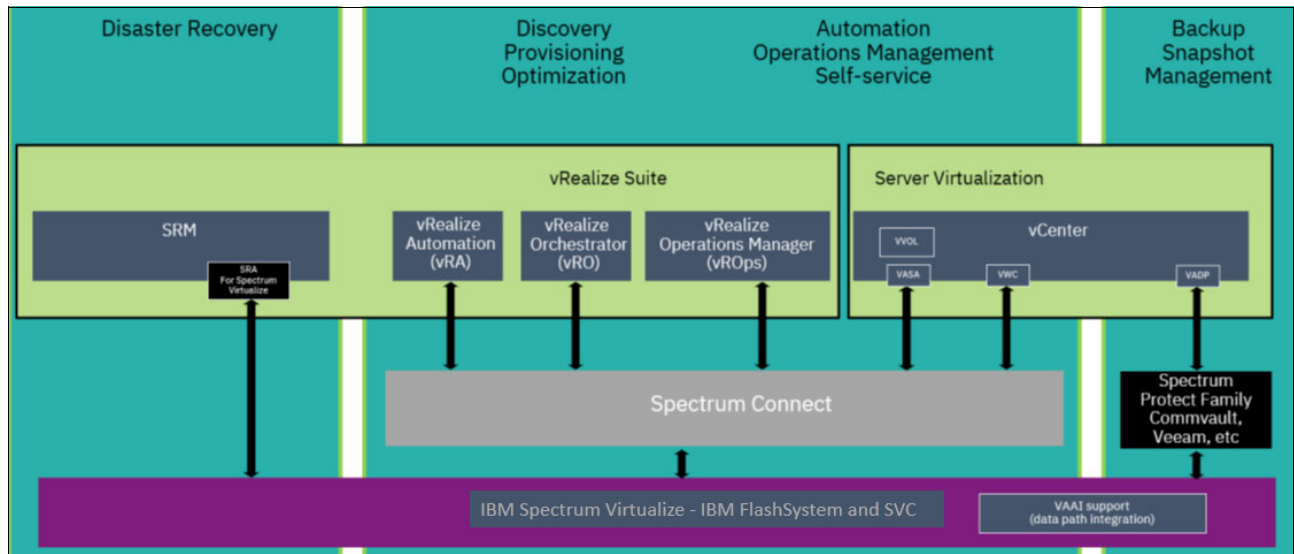 Disaster Recovery
Discovery
Provisioning
Optimization
Automation
Operations Management
Self-service
Backup
Snapshot
Management
vRealize Suite
Server Virtualization
SRM
SRA
For Spectrum
Virtualize
vRealize
Automation
(vRA)
vRealize
Orchestrator
(vRO)
vRealize
Operations Manager
(vROps)
vCenter
VVOL
VASA
VWC
VADP
Spectrum Connect
Spectrum
Protect Family
Commvault,
Veeam, etc
IBM Spectrum Virtualize - IBM FlashSystem and SVC
VAAI support
(data path integration)